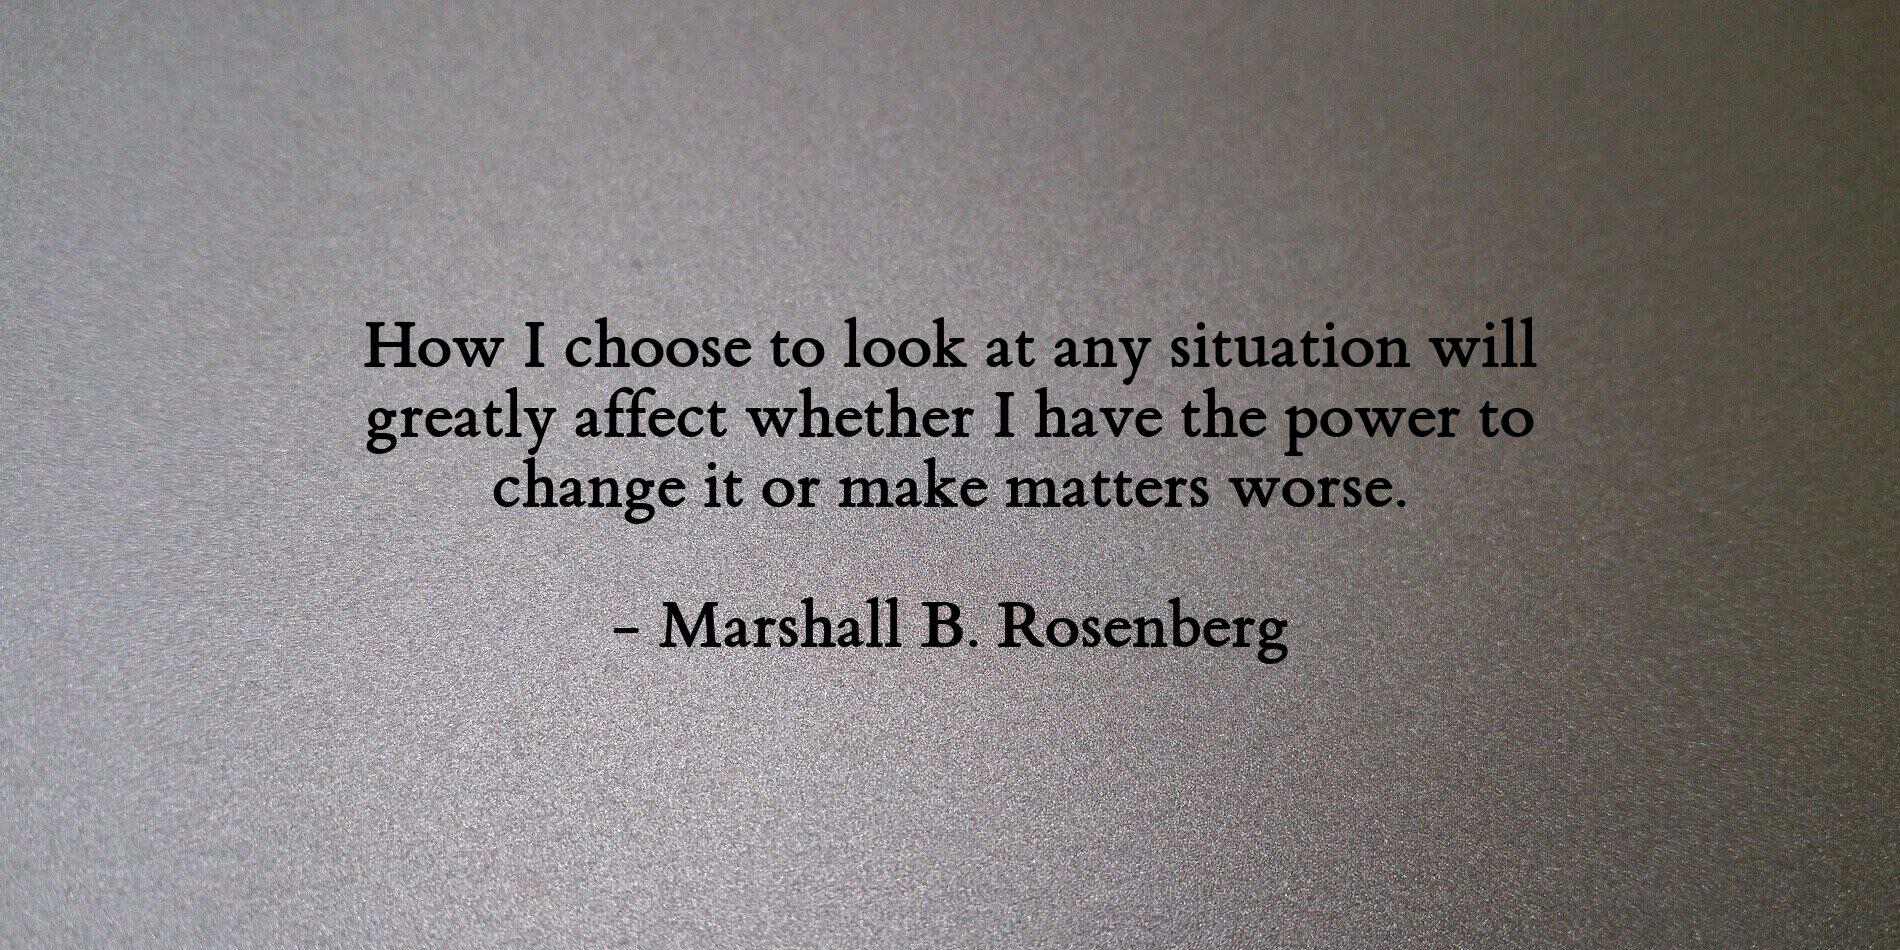 How I choose to look at any situation will
greatly affect whether I have the power to
change it or make matters worse.
- Marshall B. Rosenberg